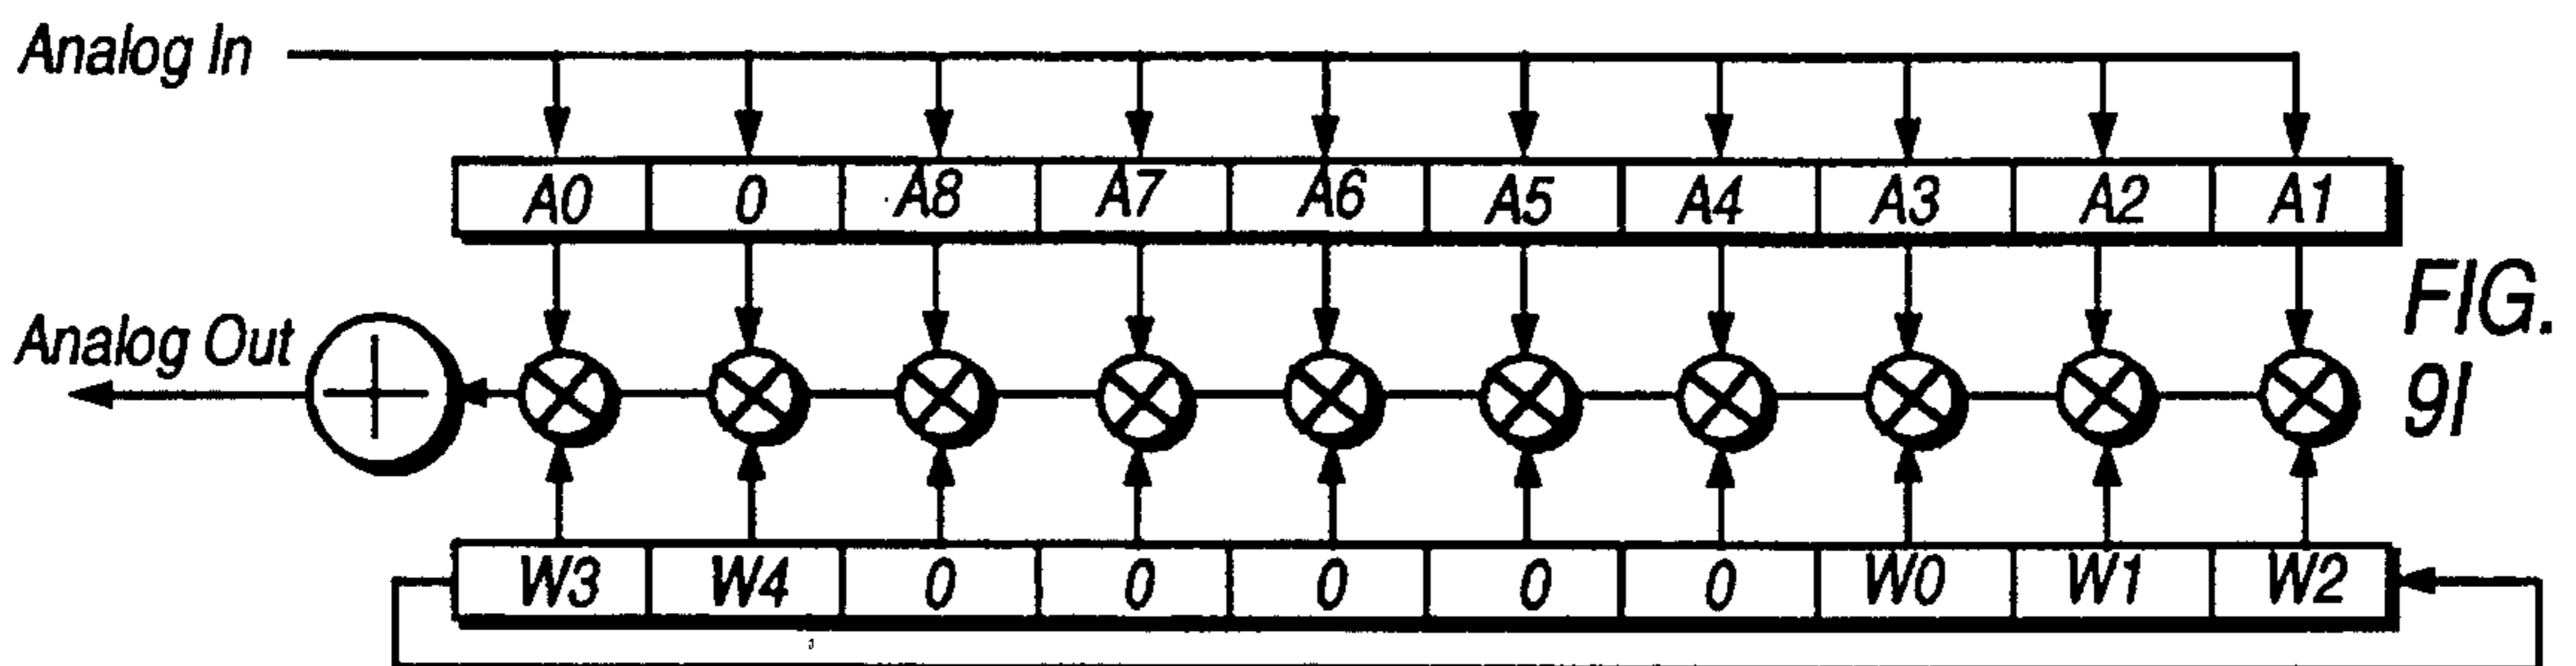 Analog In
A0 0 A8 A7 A6 A5 A4 A3 A2 A1
Analog Out
FIG.
9I
W3 W4 0 0 0 0 0 W0 W1 W2